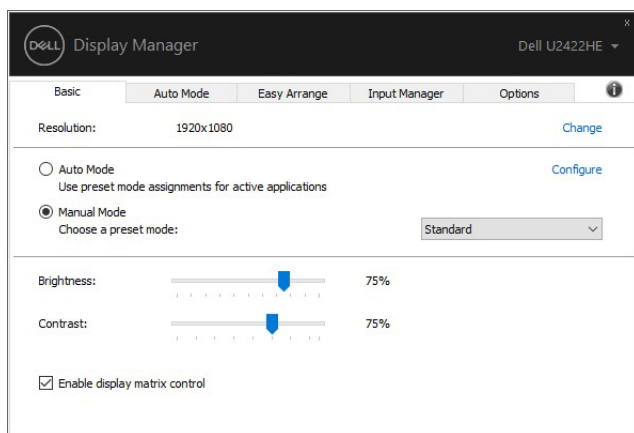 DELL Display Manager Dell U2422HE
x
Basic Auto Mode Easy Arrange Input Manager Options i
Resolution: 1920x1080 Change
Auto Mode Configure
Use preset mode assignments for active applications
Manual Mode
Choose a preset mode: Standard
Brightness: 75%
Contrast: 75%
Enable display matrix control